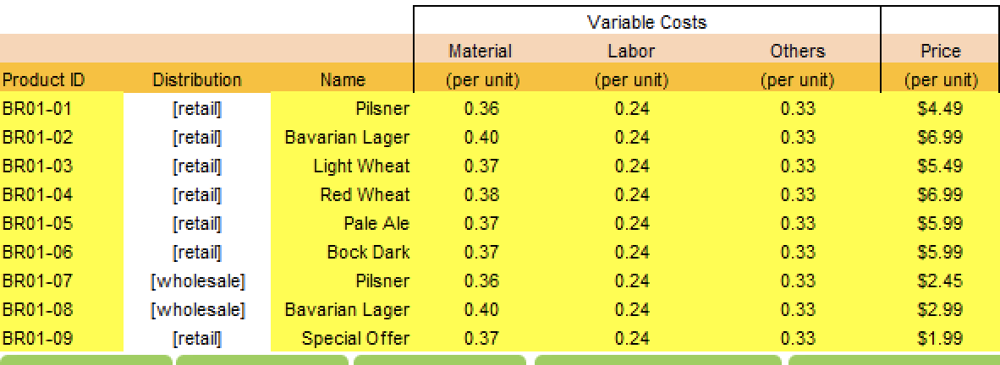 Variable Costs
Material Labor Others Price
Product ID Distribution Name (per unit) (per unit) (per unit) (per unit)
BR01-01 [retail] Pilsner 0.36 0.24 0.33 $4.49
BR01-02 [retail] Bavarian Lager 0.40 0.24 0.33 $6.99
BR01-03 [retail] Light Wheat 0.37 0.24 0.33 $5.49
BR01-04 [retail] Red Wheat 0.38 0.24 0.33 $6.99
BR01-05 [retail] Pale Ale 0.37 0.24 0.33 $5.99
BR01-06 [retail] Bock Dark 0.37 0.24 0.33 $5.99
BR01-07 [wholesale] Pilsner 0.36 0.24 0.33 $2.45
BR01-08 [wholesale] Bavarian Lager 0.40 0.24 0.33 $2.99
BR01-09 [retail] Special Offer 0.37 0.24 0.33 $1.99